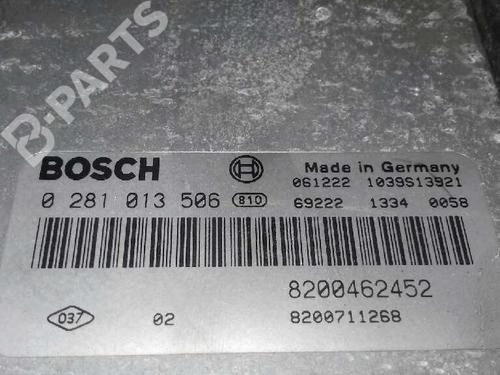 B-PARTS
BOSCH Made in Germany
061222 1039S13921
0 281 013 506 810 69222 1334 0058
8200462452
037 02 8200711268